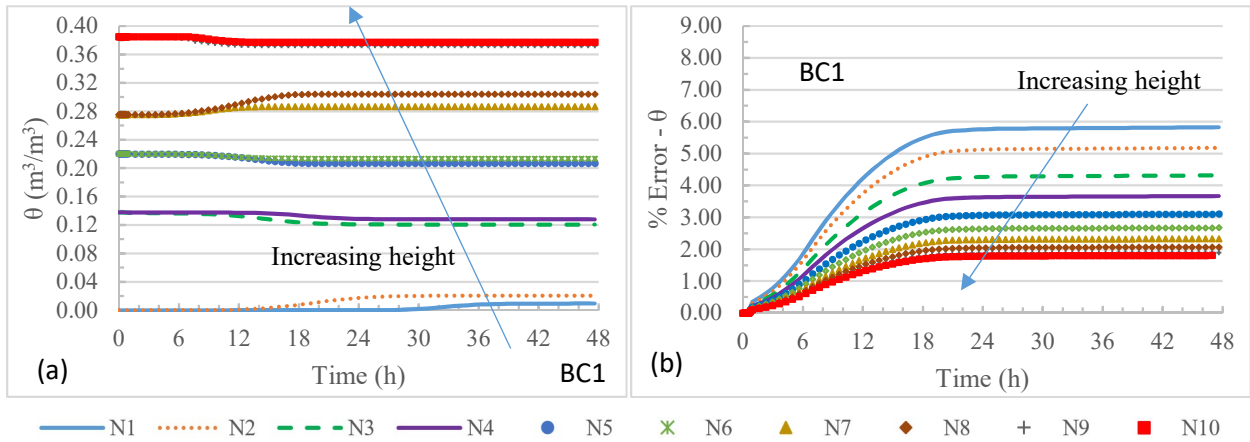 0.40
0.36
0.32
0.28
0.24
0.20
0.16
0.12
0.08
0.04
0.00
θ (m³/m³)
Increasing height
0 6 12 18 24 30 36 42 48
(a)
Time (h)
BC1
9.00
8.00
7.00
6.00
5.00
4.00
3.00
2.00
1.00
0.00
% Error - θ
BC1
Increasing height
0 6 12 18 24 30 36 42 48
(b)
Time (h)
N1 N2 N3 N4 N5 N6 N7 N8 N9 N10